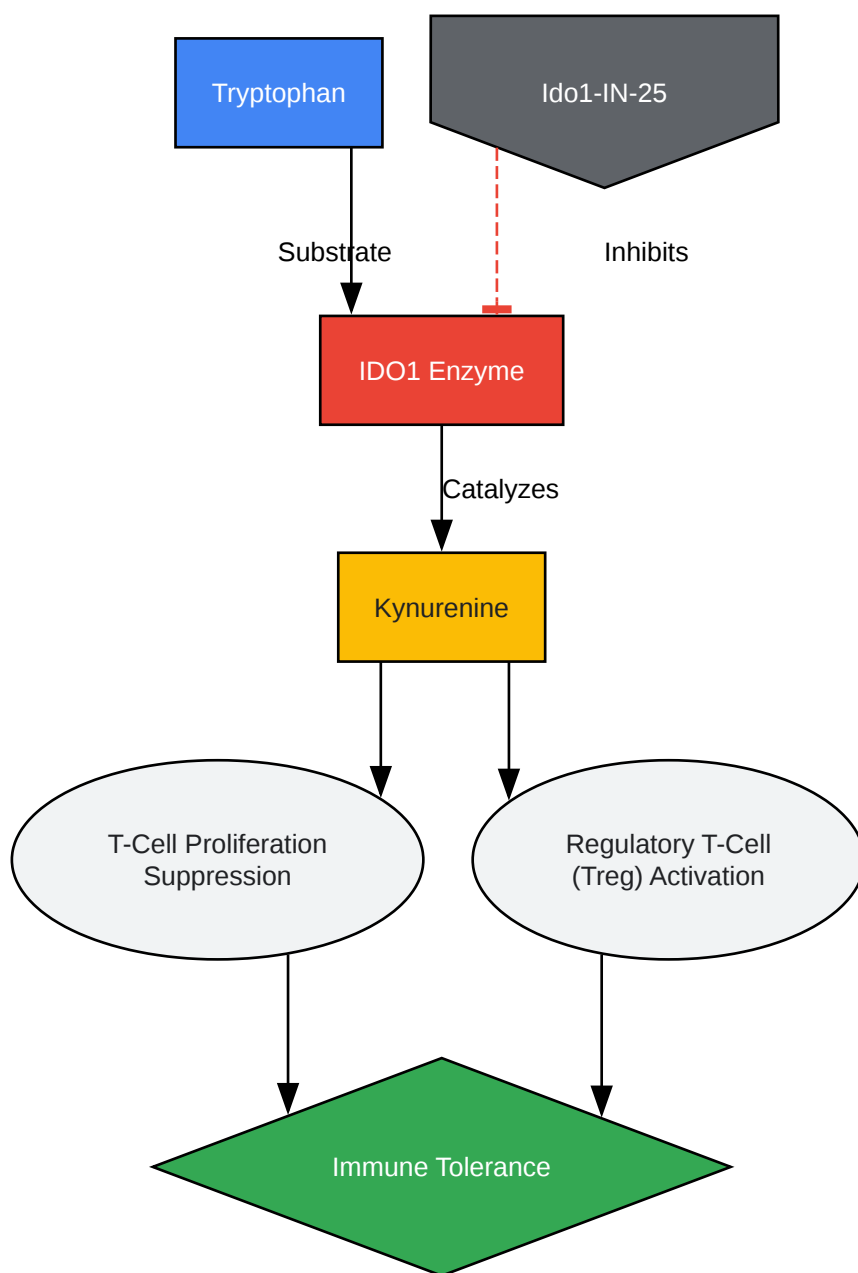 Tryptophan
Ido1-IN-25
Substrate
Inhibits
IDO1 Enzyme
Catalyzes
Kynurenine
T-Cell Proliferation
Suppression
Regulatory T-Cell
(Treg) Activation
Immune Tolerance